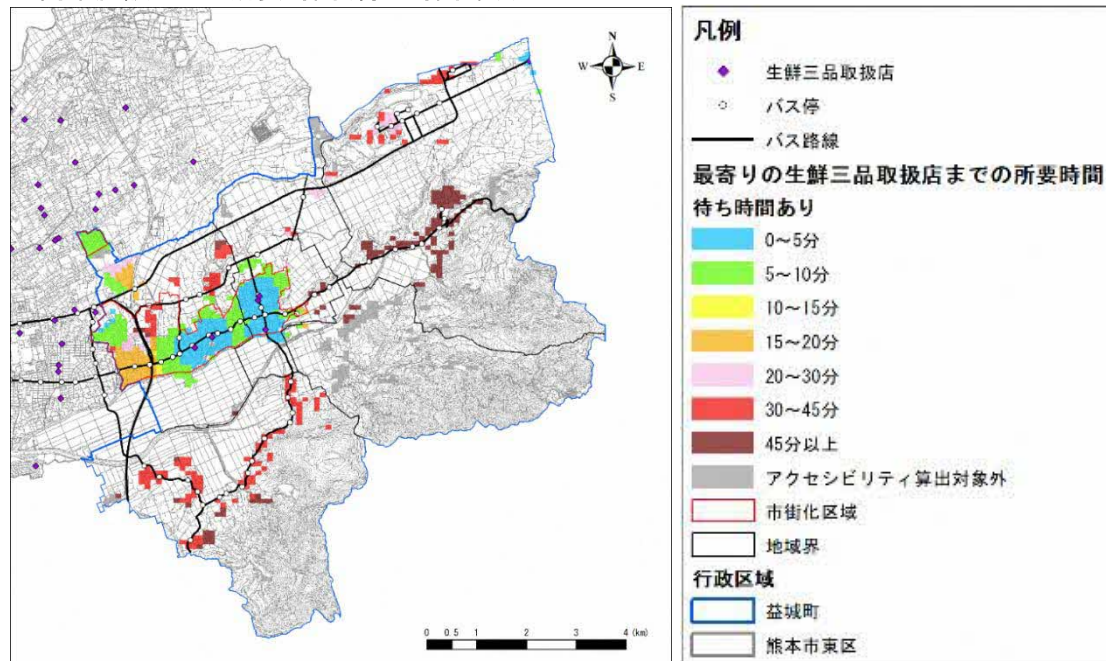 N
W E
S
0 0.5 1 2 3 4 (km)
凡例
生鮮三品取扱店
バス停
バス路線
最寄りの生鮮三品取扱店までの所要時間
待ち時間あり
0～5分
5～10分
10～15分
15～20分
20～30分
30～45分
45分以上
アクセシビリティ算出対象外
市街化区域
地域界
行政区域
益城町
熊本市東区